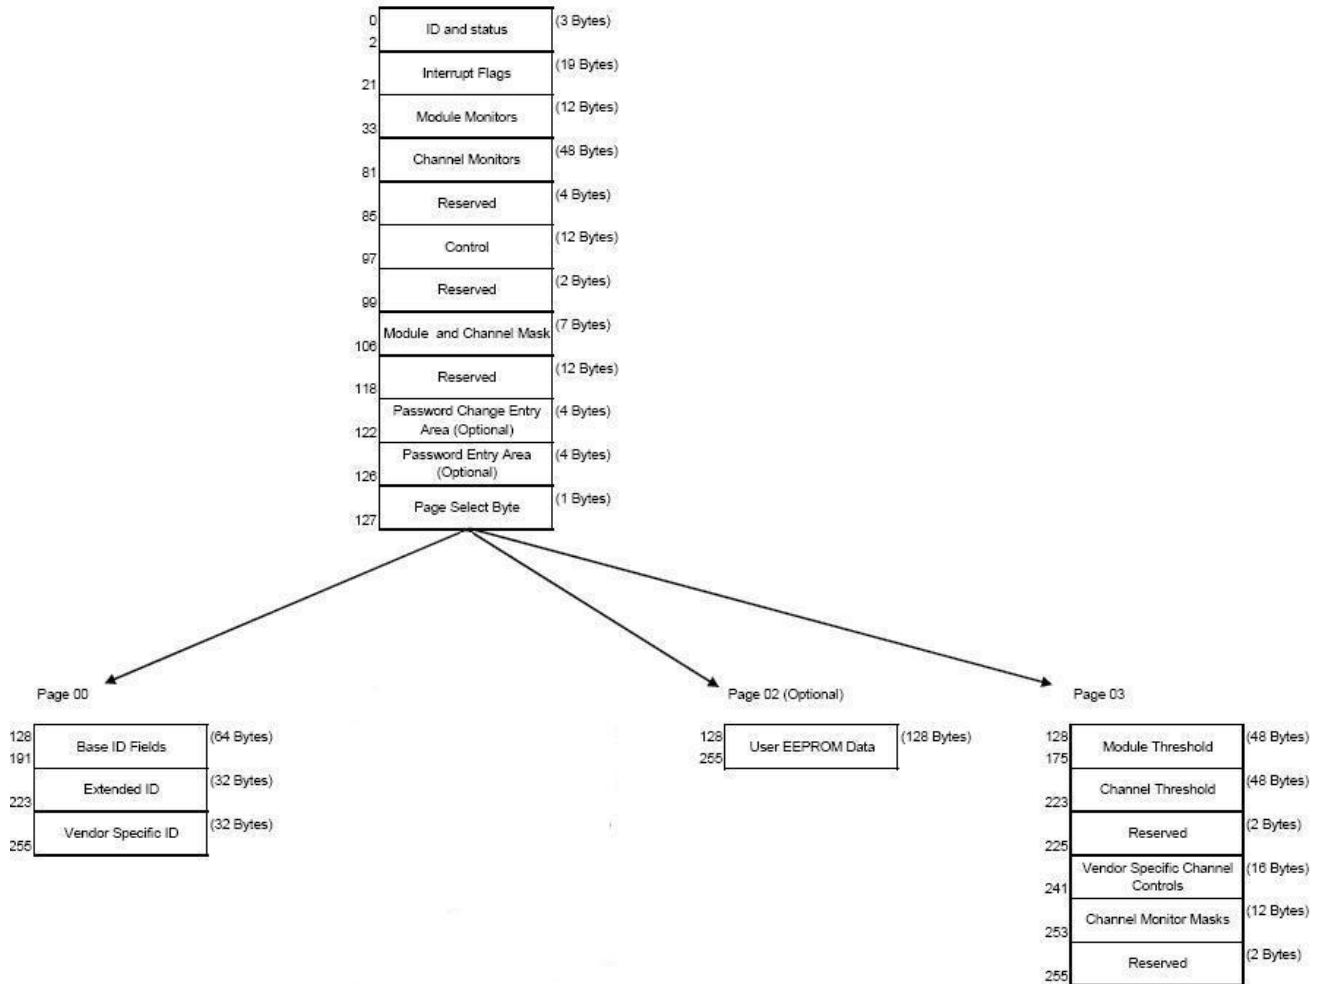 0
ID and status
(3 Bytes)
2
Interrupt Flags
(19 Bytes)
21
Module Monitors
(12 Bytes)
33
Channel Monitors
(48 Bytes)
81
Reserved
(4 Bytes)
85
Control
(12 Bytes)
97
Reserved
(2 Bytes)
99
Module and Channel Mask
(7 Bytes)
106
Reserved
(12 Bytes)
118
Password Change Entry
Area (Optional)
(4 Bytes)
122
Password Entry Area
(Optional)
(4 Bytes)
126
Page Select Byte
(1 Bytes)
127
Page 00
128
Base ID Fields
(64 Bytes)
191
Extended ID
(32 Bytes)
223
Vendor Specific ID
(32 Bytes)
255
Page 02 (Optional)
128
User EEPROM Data
(128 Bytes)
255
Page 03
128
Module Threshold
(48 Bytes)
175
Channel Threshold
(48 Bytes)
223
Reserved
(2 Bytes)
225
Vendor Specific Channel
Controls
(16 Bytes)
241
Channel Monitor Masks
(12 Bytes)
253
Reserved
(2 Bytes)
255